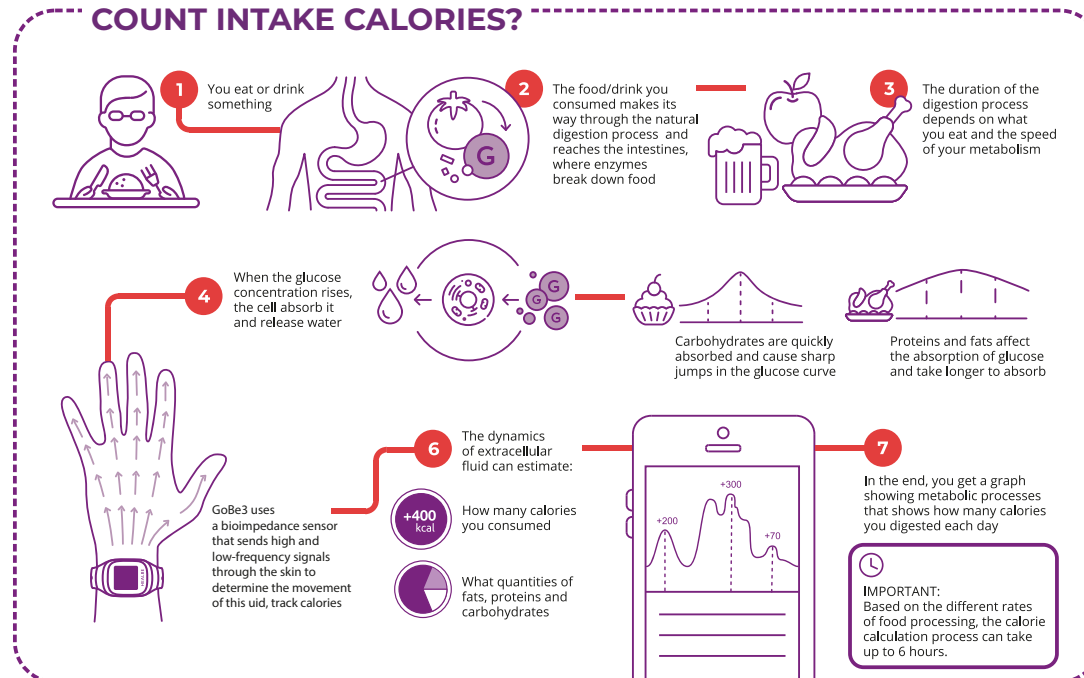 COUNT INTAKE CALORIES?
1
You eat or drink
something
G
2
The food/drink you
consumed makes its
way through the natural
digestion process and
reaches the intestines,
where enzymes
break down food
3
The duration of the
digestion process
depends on what
you eat and the speed
of your metabolism
4
When the glucose
concentration rises,
the cell absorb it
and release water
G
G
G
Carbohydrates are quickly
absorbed and cause sharp
jumps in the glucose curve
Proteins and fats affect
the absorption of glucose
and take longer to absorb
HEALBE
GoBe3 uses
a bioimpedance sensor
that sends high and
low-frequency signals
through the skin to
determine the movement
of this uid, track calories
6
The dynamics
of extracellular
fluid can estimate:
+400
kcal
How many calories
you consumed
What quantities of
fats, proteins and
carbohydrates
+200
+300
+70
7
In the end, you get a graph
showing metabolic processes
that shows how many calories
you digested each day
IMPORTANT:
Based on the different rates
of food processing, the calorie
calculation process can take
up to 6 hours.